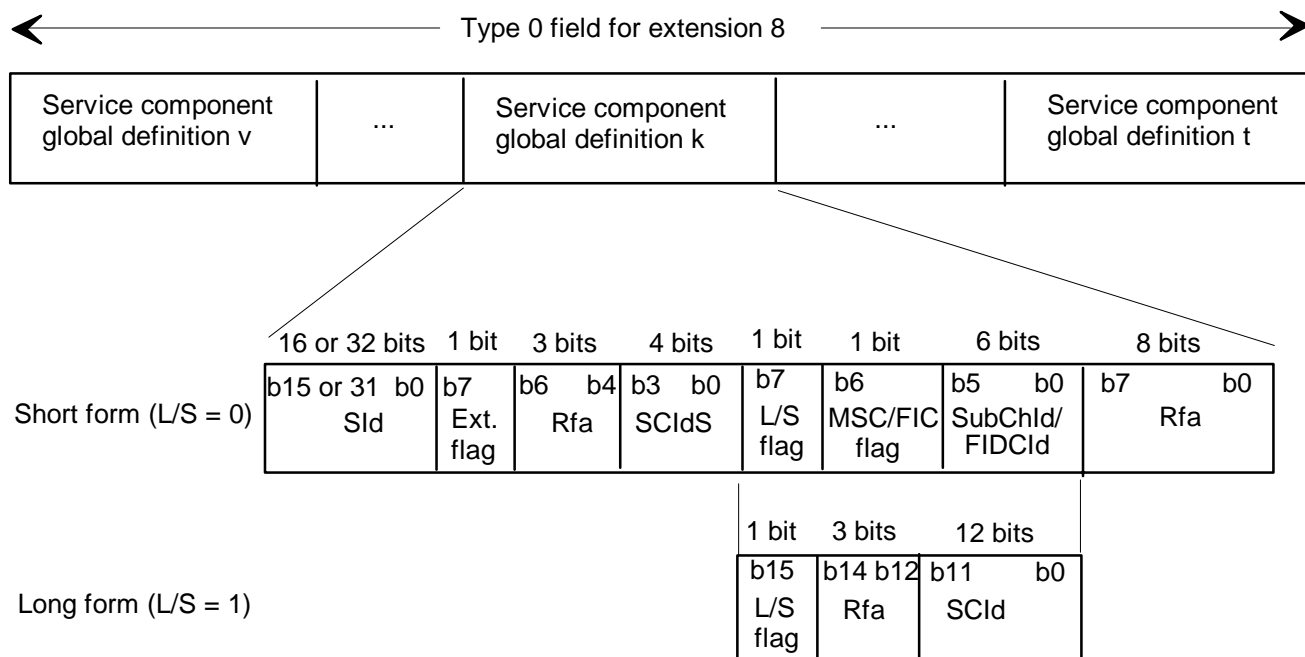 Type 0 field for extension 8
Service component
global definition v
...
Service component
global definition k
...
Service component
global definition t
16 or 32 bits 1 bit 3 bits 4 bits 1 bit 1 bit 6 bits 8 bits
Short form (L/S = 0)
b15 or 31 b0
SId
b7
Ext.
flag
b6 b4
Rfa
b3 b0
SCIdS
b7
L/S
flag
b6
MSC/FIC
flag
b5 b0
SubChId/
FIDCId
b7 b0
Rfa
1 bit 3 bits 12 bits
Long form (L/S = 1)
b15
L/S
flag
b14 b12
Rfa
b11 b0
SCId